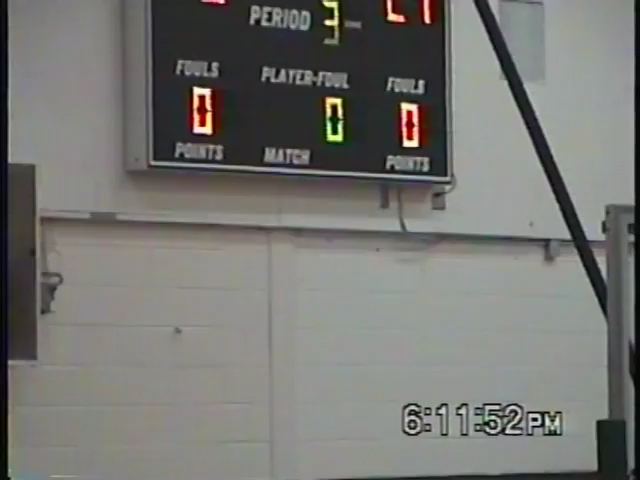 PERIOD 3
FOULS PLAYER-FOUL FOULS
0 0 0
POINTS MATCH POINTS
6:11:52PM